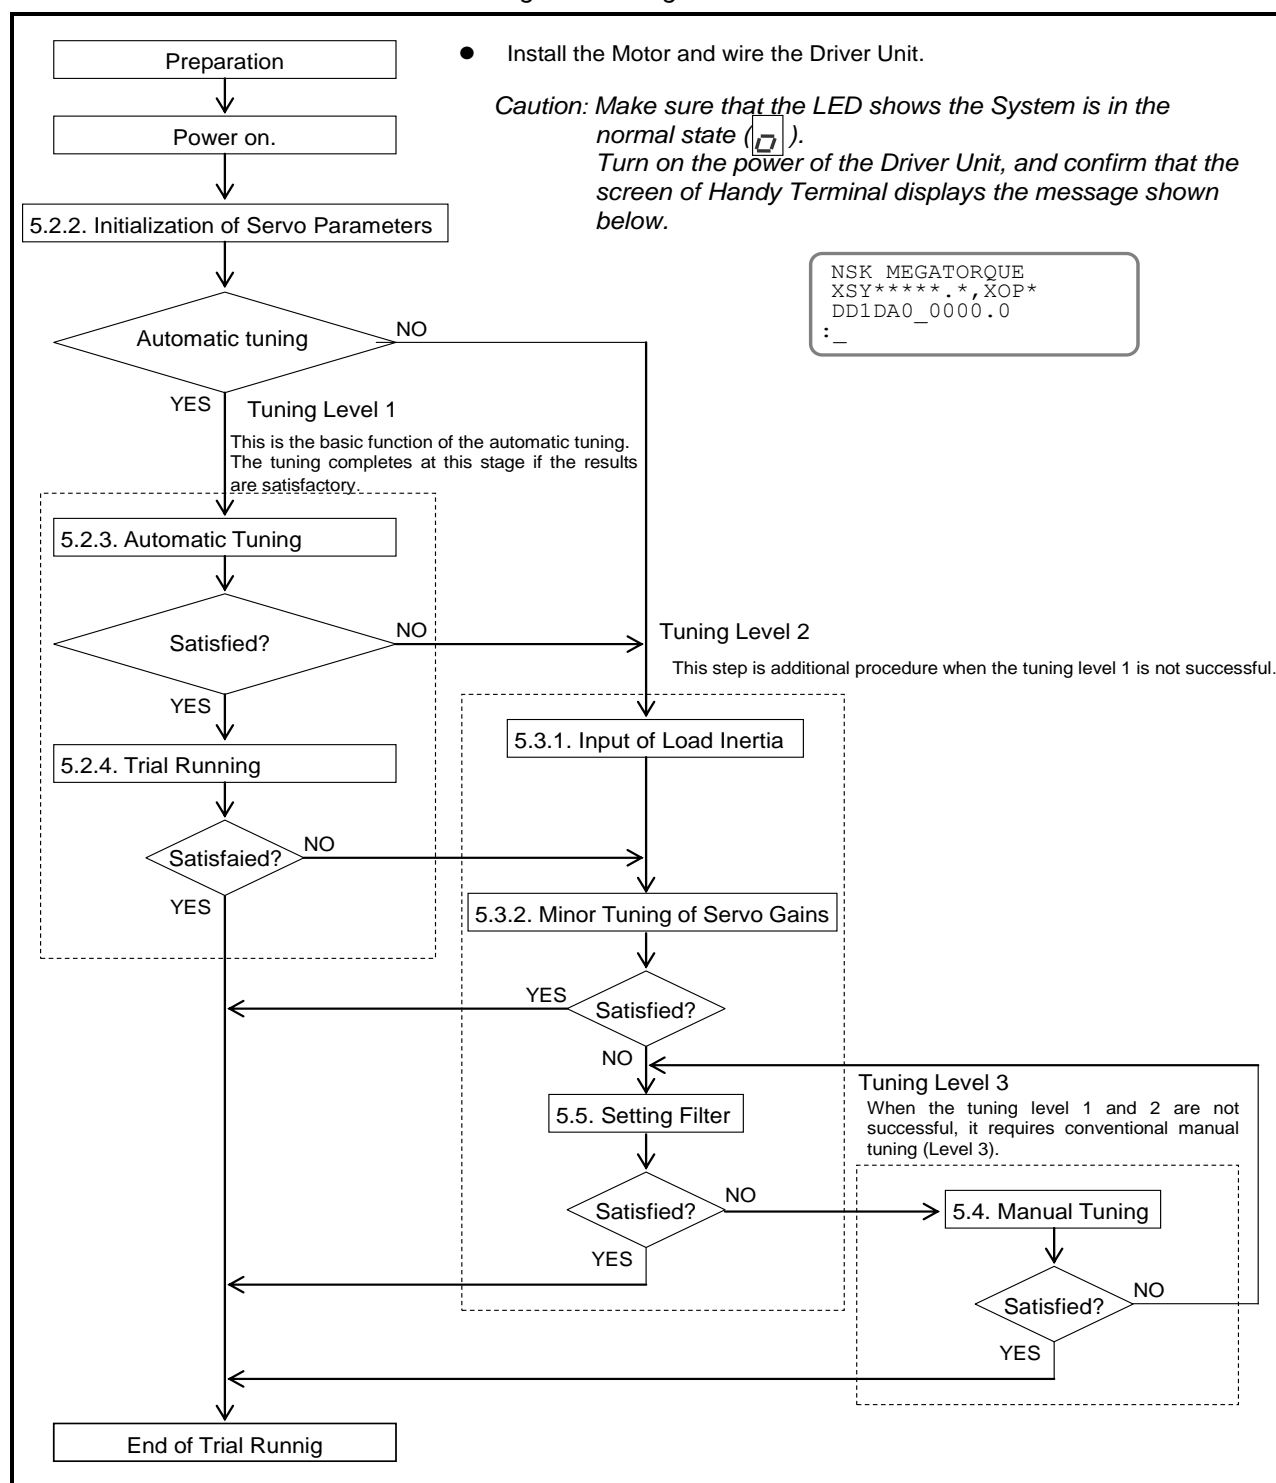 Preparation
● Install the Motor and wire the Driver Unit.
Caution: Make sure that the LED shows the System is in the
normal state ( ).
Turn on the power of the Driver Unit, and confirm that the
screen of Handy Terminal displays the message shown
below.
Power on.
5.2.2. Initialization of Servo Parameters
NSK MEGATORQUE
XSY*****.*,XOP*
DD1DA0_0000.0
:_
Automatic tuning
NO
YES
Tuning Level 1
This is the basic function of the automatic tuning.
The tuning completes at this stage if the results
are satisfactory.
5.2.3. Automatic Tuning
Satisfied?
NO
YES
Tuning Level 2
This step is additional procedure when the tuning level 1 is not successful.
5.2.4. Trial Running
5.3.1. Input of Load Inertia
Satisfaied?
NO
YES
5.3.2. Minor Tuning of Servo Gains
Satisfied?
YES
NO
5.5. Setting Filter
Satisfied?
NO
YES
Tuning Level 3
When the tuning level 1 and 2 are not
successful, it requires conventional manual
tuning (Level 3).
5.4. Manual Tuning
Satisfied?
NO
YES
End of Trial Runnig